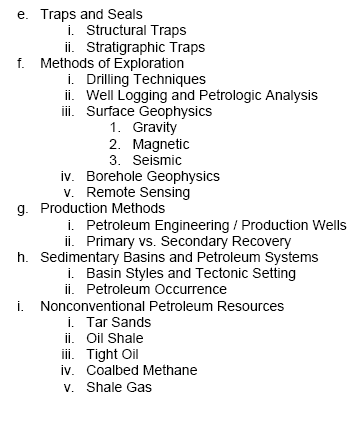 e. Traps and Seals
i. Structural Traps
ii. Stratigraphic Traps
f. Methods of Exploration
i. Drilling Techniques
ii. Well Logging and Petrologic Analysis
iii. Surface Geophysics
1. Gravity
2. Magnetic
3. Seismic
iv. Borehole Geophysics
v. Remote Sensing
g. Production Methods
i. Petroleum Engineering / Production Wells
ii. Primary vs. Secondary Recovery
h. Sedimentary Basins and Petroleum Systems
i. Basin Styles and Tectonic Setting
ii. Petroleum Occurrence
i. Nonconventional Petroleum Resources
i. Tar Sands
ii. Oil Shale
iii. Tight Oil
iv. Coalbed Methane
v. Shale Gas